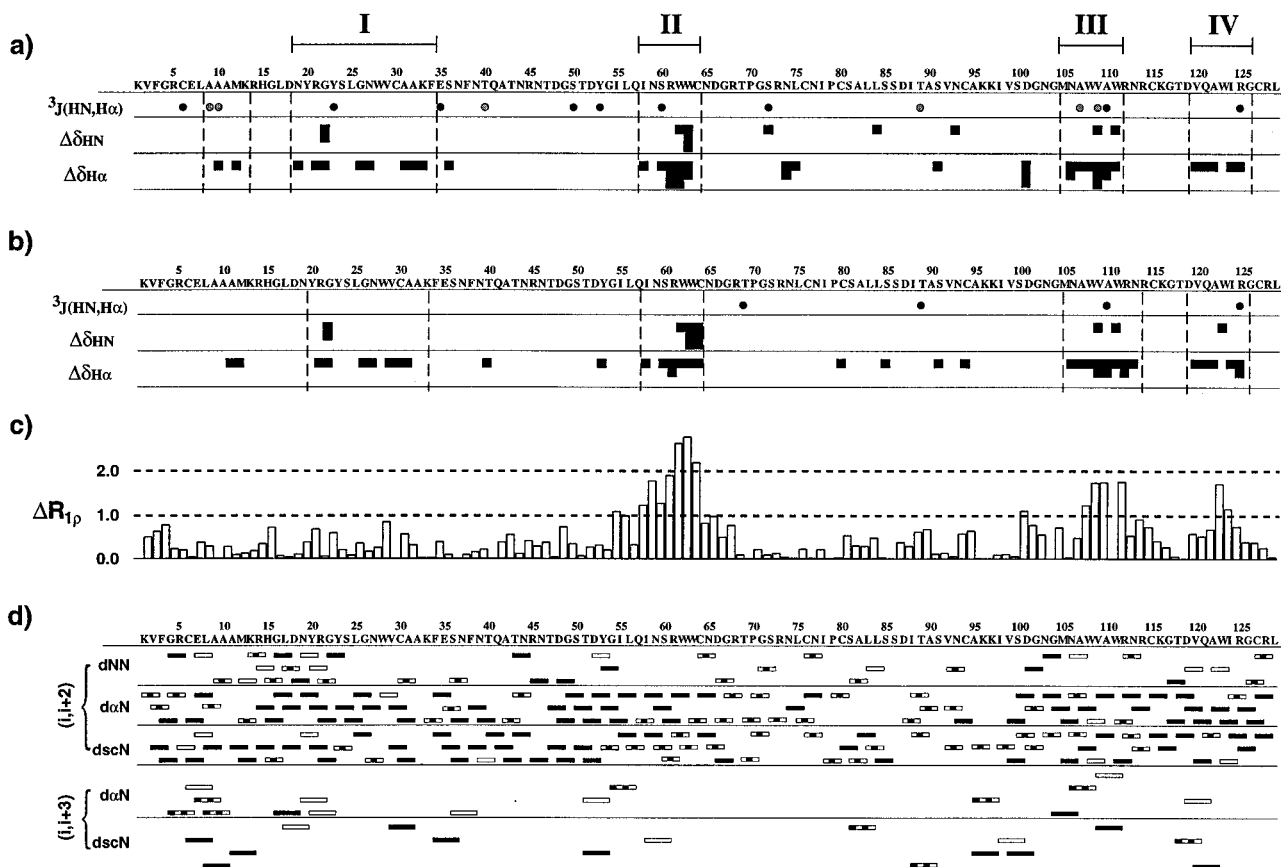 I II III IV
a)
5 10 15 20 25 30 35 40 45 50 55 60 65 70 75 80 85 90 95 100 105 110 115 120 125
KVFGRCELAAAMKRHGLDNYRGYSLGNWVCAAKFESNFNTQATNRNTDGSTDYGILQINSRWWCNDGRTPGSRNLCNIPCSALLSSDITASVNCAKKIVSDGNGMNAWVAWRNRCKGTDVQAWIRGCRL
³J(HN,Hα)
ΔδHN
ΔδHα
b)
5 10 15 20 25 30 35 40 45 50 55 60 65 70 75 80 85 90 95 100 105 110 115 120 125
KVFGRCELAAAMKRHGLDNYRGYSLGNWVCAAKFESNFNTQATNRNTDGSTDYGILQINSRWWCNDGRTPGSRNLCNIPCSALLSSDITASVNCAKKIVSDGNGMNAWVAWRNRCKGTDVQAWIRGCRL
³J(HN,Hα)
ΔδHN
ΔδHα
c)
2.0
ΔR1ρ
1.0
0.0
d)
5 10 15 20 25 30 35 40 45 50 55 60 65 70 75 80 85 90 95 100 105 110 115 120 125
KVFGRCELAAAMKRHGLDNYRGYSLGNWVCAAKFESNFNTQATNRNTDGSTDYGILQINSRWWCNDGRTPGSRNLCNIPCSALLSSDITASVNCAKKIVSDGNGMNAWVAWRNRCKGTDVQAWIRGCRL
(i,i+2)
dNN
dαN
dscN
(i,i+3)
dαN
dscN